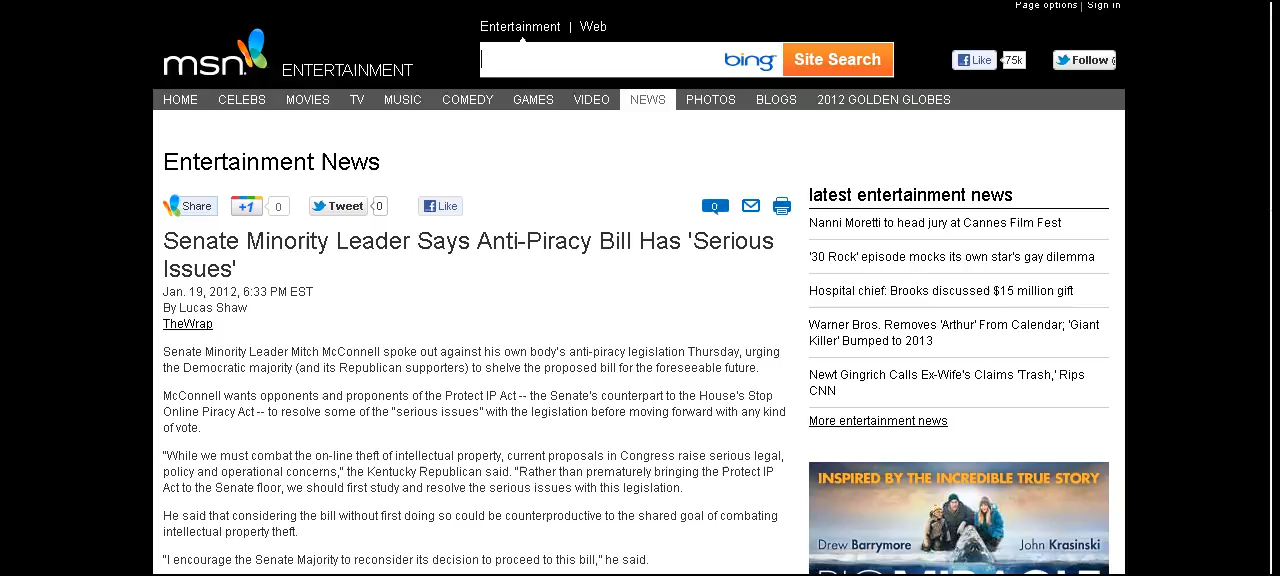 Page options | Sign in
Entertainment | Web
msn. ENTERTAINMENT
bing Site Search
Like 75k Follow
HOME CELEBS MOVIES TV MUSIC COMEDY GAMES VIDEO NEWS PHOTOS BLOGS 2012 GOLDEN GLOBES
Entertainment News
Share +1 0 Tweet 0 Like 0
Senate Minority Leader Says Anti-Piracy Bill Has 'Serious
Issues'
Jan. 19, 2012, 6:33 PM EST
By Lucas Shaw
TheWrap
Senate Minority Leader Mitch McConnell spoke out against his own body's anti-piracy legislation Thursday, urging
the Democratic majority (and its Republican supporters) to shelve the proposed bill for the foreseeable future.
McConnell wants opponents and proponents of the Protect IP Act -- the Senate's counterpart to the House's Stop
Online Piracy Act -- to resolve some of the "serious issues" with the legislation before moving forward with any kind
of vote.
"While we must combat the on-line theft of intellectual property, current proposals in Congress raise serious legal,
policy and operational concerns," the Kentucky Republican said. "Rather than prematurely bringing the Protect IP
Act to the Senate floor, we should first study and resolve the serious issues with this legislation.
He said that considering the bill without first doing so could be counterproductive to the shared goal of combating
intellectual property theft.
"I encourage the Senate Majority to reconsider its decision to proceed to this bill," he said.
latest entertainment news
Nanni Moretti to head jury at Cannes Film Fest
'30 Rock' episode mocks its own star's gay dilemma
Hospital chief: Brooks discussed $15 million gift
Warner Bros. Removes 'Arthur' From Calendar; 'Giant
Killer' Bumped to 2013
Newt Gingrich Calls Ex-Wife's Claims 'Trash,' Rips
CNN
More entertainment news
INSPIRED BY THE INCREDIBLE TRUE STORY
Drew Barrymore John Krasinski
BIG MIRACLE